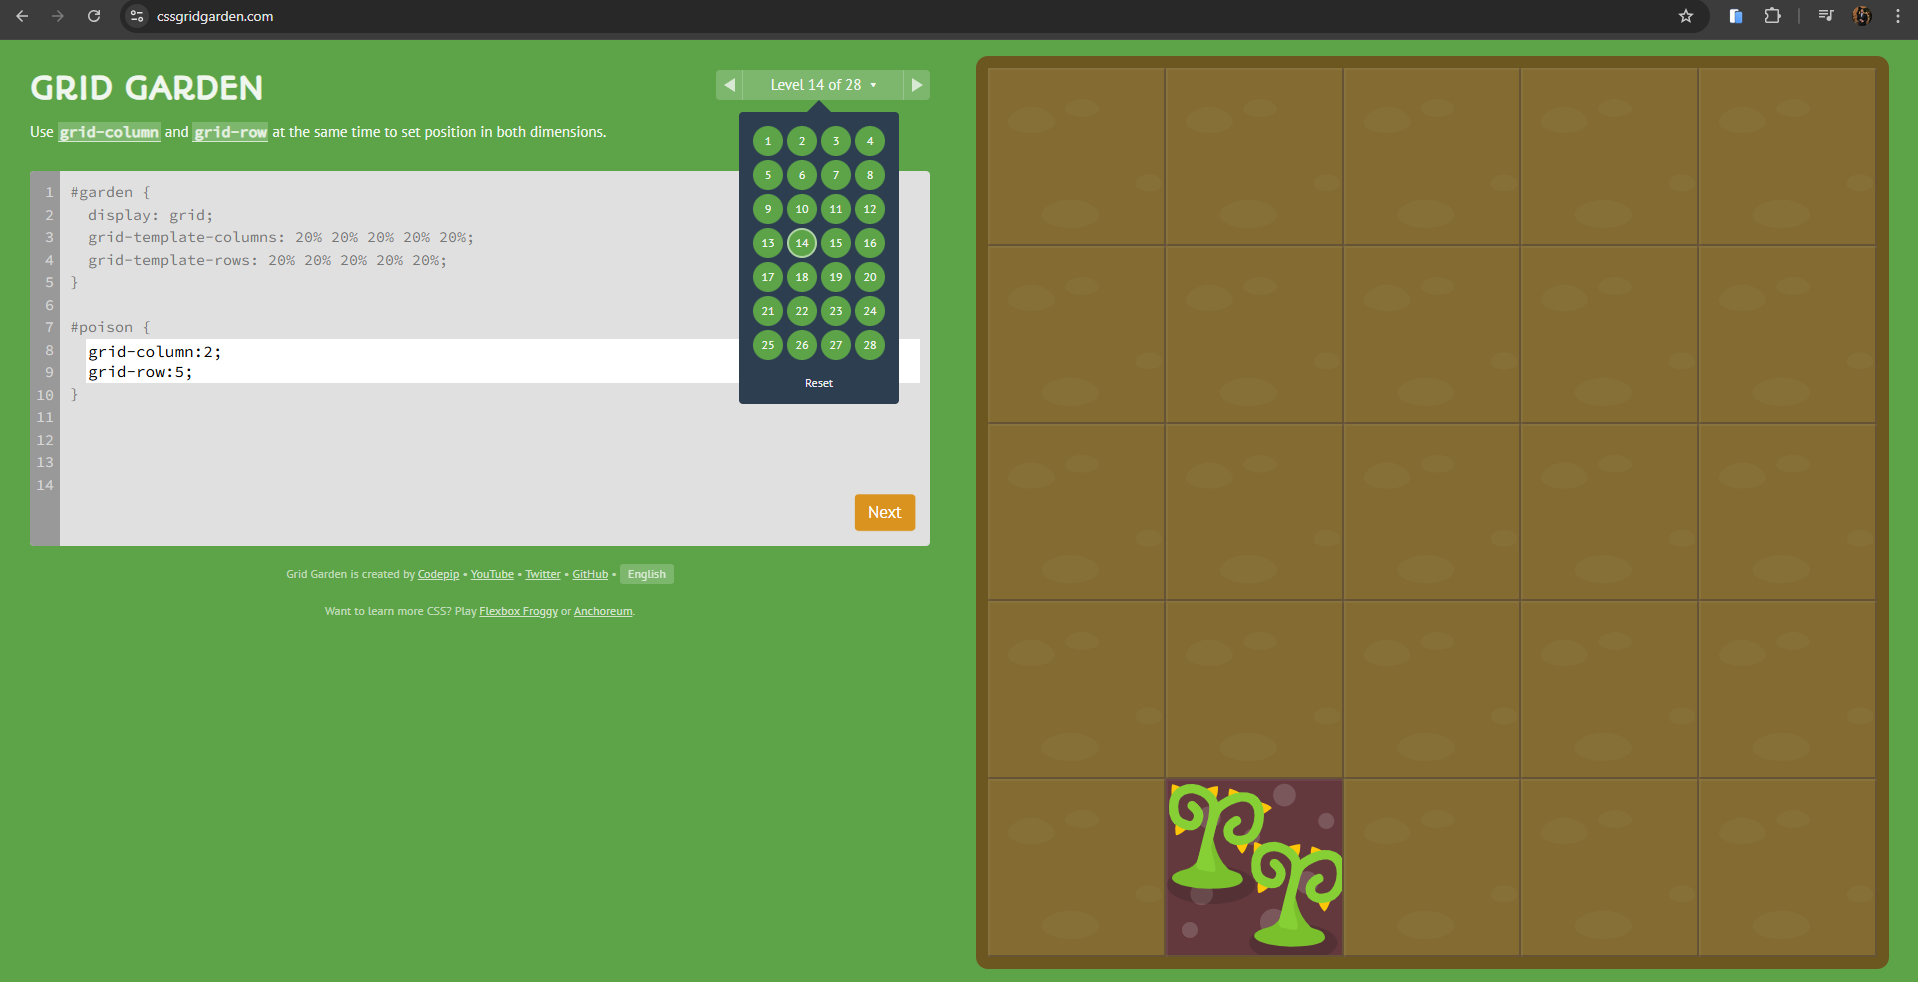 cssgridgarden.com
GRID GARDEN
Level 14 of 28
Use grid-column and grid-row at the same time to set position in both dimensions.
1 2 3 4
5 6 7 8
9 10 11 12
13 14 15 16
17 18 19 20
21 22 23 24
25 26 27 28
Reset
1 #garden {
2 display: grid;
3 grid-template-columns: 20% 20% 20% 20% 20%;
4 grid-template-rows: 20% 20% 20% 20% 20%;
5 }
6
7 #poison {
8 grid-column:2;
9 grid-row:5;
10 }
11
12
13
14
Next
Grid Garden is created by Codepip • YouTube • Twitter • GitHub • English
Want to learn more CSS? Play Flexbox Froggy or Anchoreum.